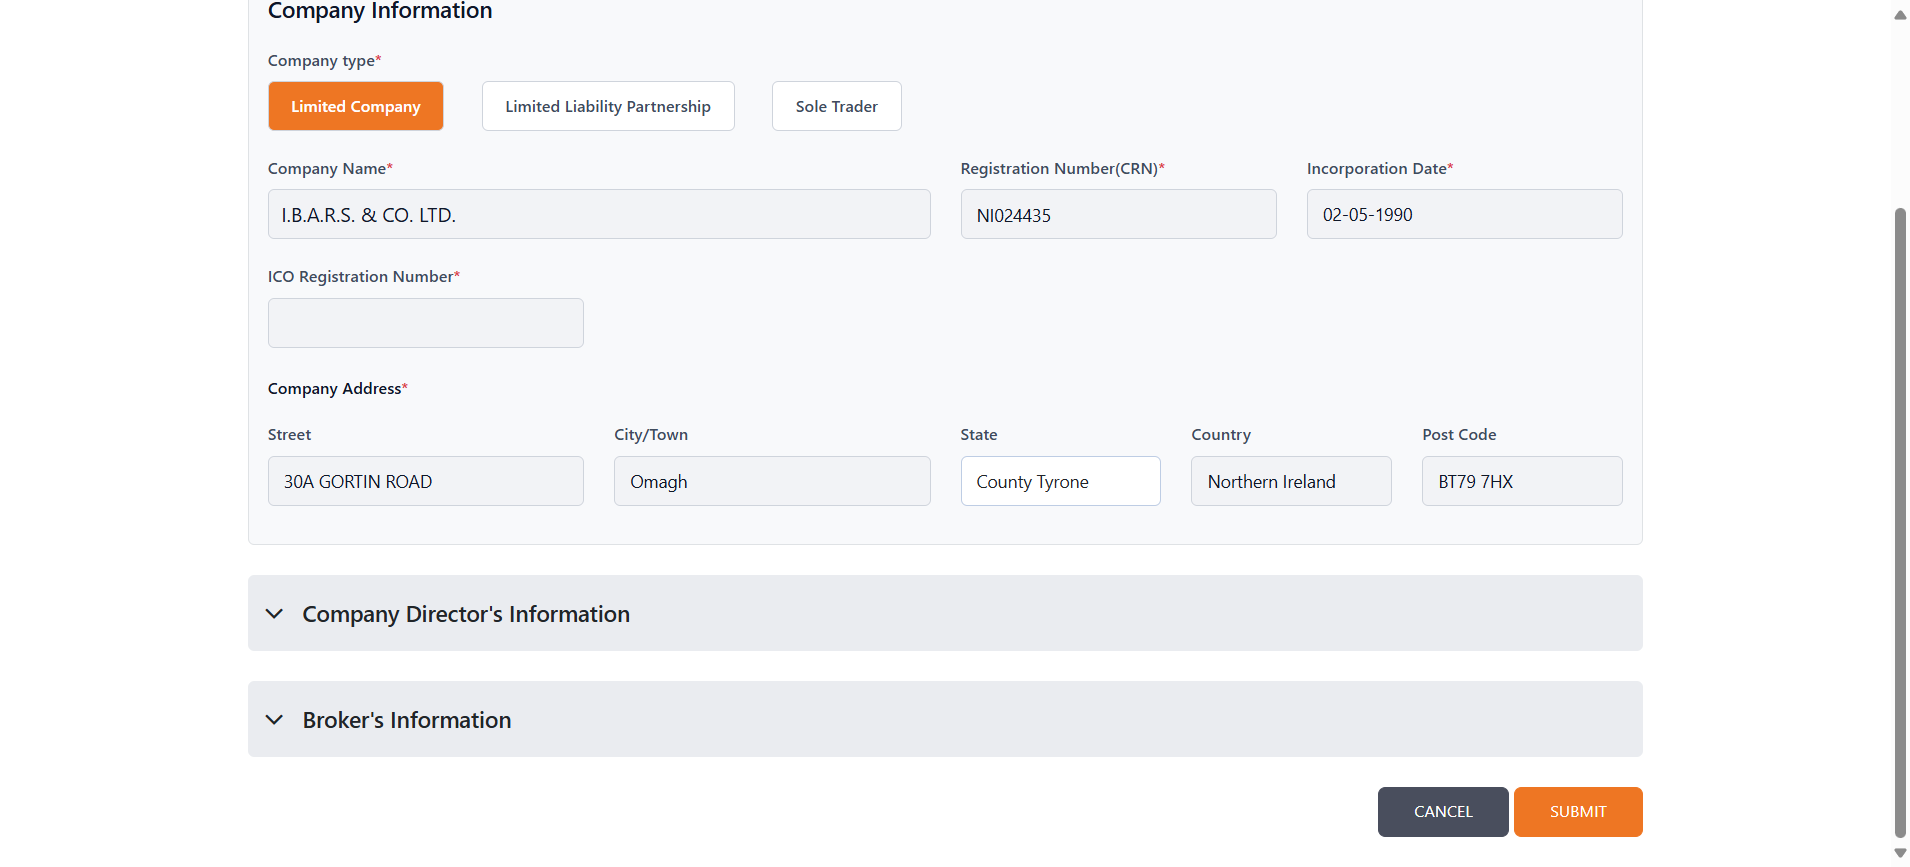 Company Information
Company type*
Limited Company Limited Liability Partnership Sole Trader
Company Name* Registration Number(CRN)* Incorporation Date*
I.B.A.R.S. & CO. LTD. NI024435 02-05-1990
ICO Registration Number*
Company Address*
Street City/Town State Country Post Code
30A GORTIN ROAD Omagh County Tyrone Northern Ireland BT79 7HX
Company Director's Information
Broker's Information
CANCEL SUBMIT